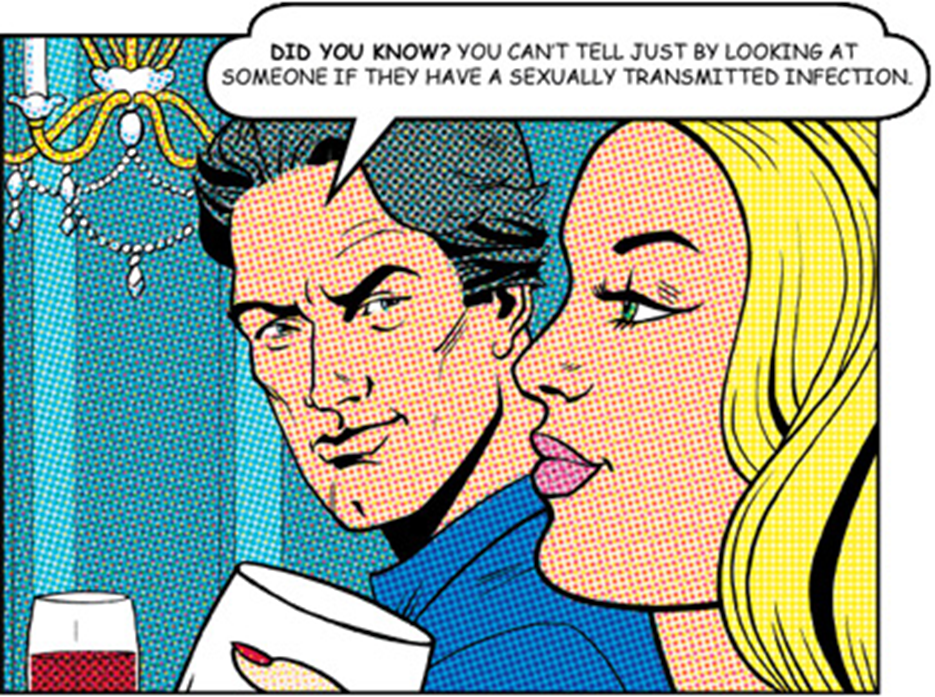 DID YOU KNOW? YOU CAN'T TELL JUST BY LOOKING AT
SOMEONE IF THEY HAVE A SEXUALLY TRANSMITTED INFECTION.